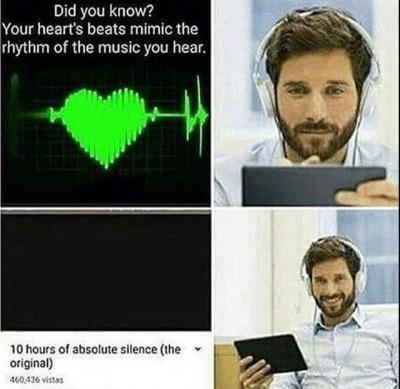 Did you know?
Your heart's beats mimic the
rhythm of the music you hear.
10 hours of absolute silence (the
original)
460,436 vistas